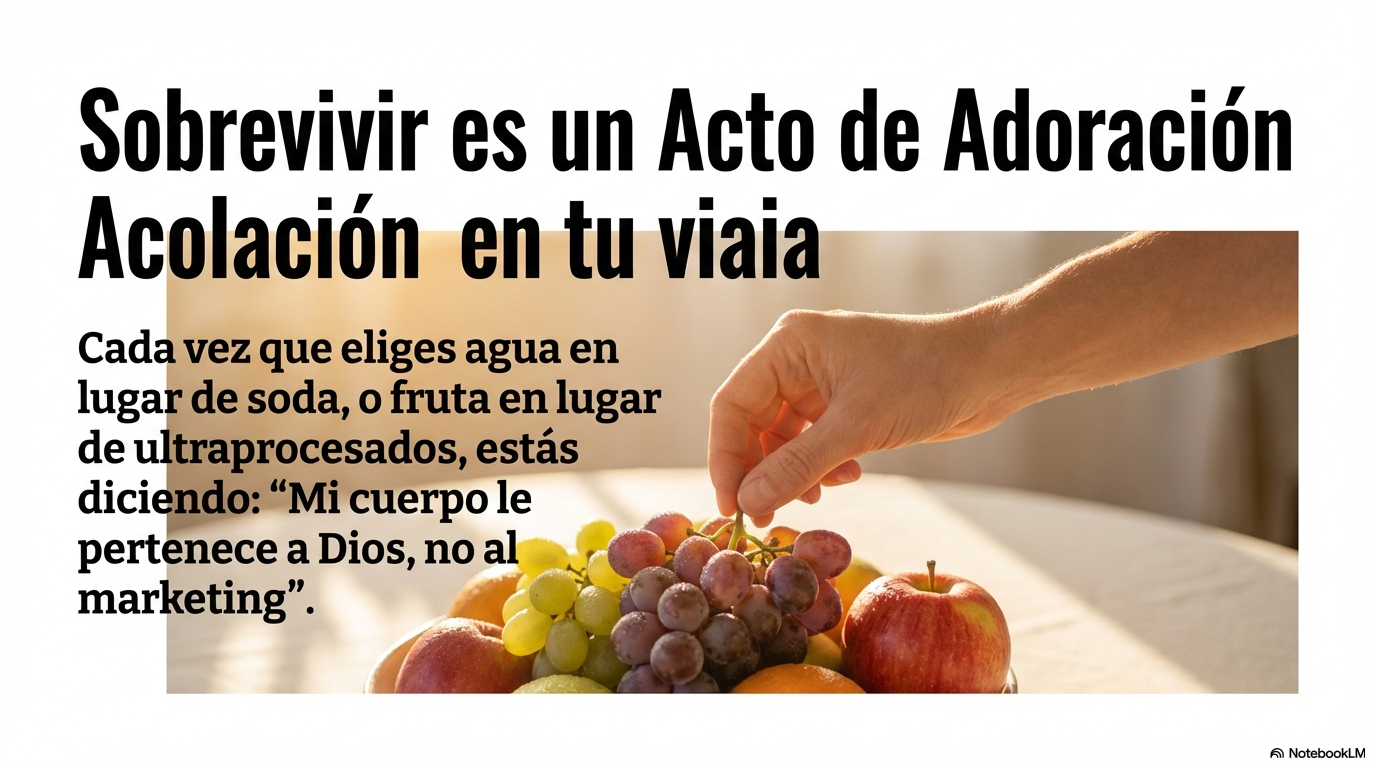 Sobrevivir es un Acto de Adoración
Acolación en tu viaia
Cada vez que eliges agua en
lugar de soda, o fruta en lugar
de ultraprocesados, estás
diciendo: “Mi cuerpo le
pertenece a Dios, no al
marketing”.
NotebookLM